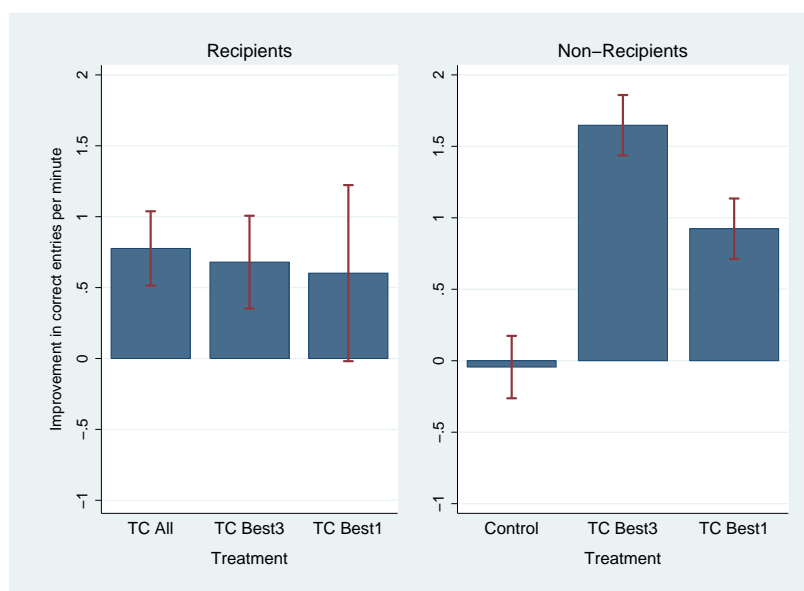 Recipients
Non−Recipients
Improvement in correct entries per minute
2
1.5
1
.5
0
−.5
−1
TC All TC Best3 TC Best1
Treatment
2
1.5
1
.5
0
−.5
−1
Control TC Best3 TC Best1
Treatment